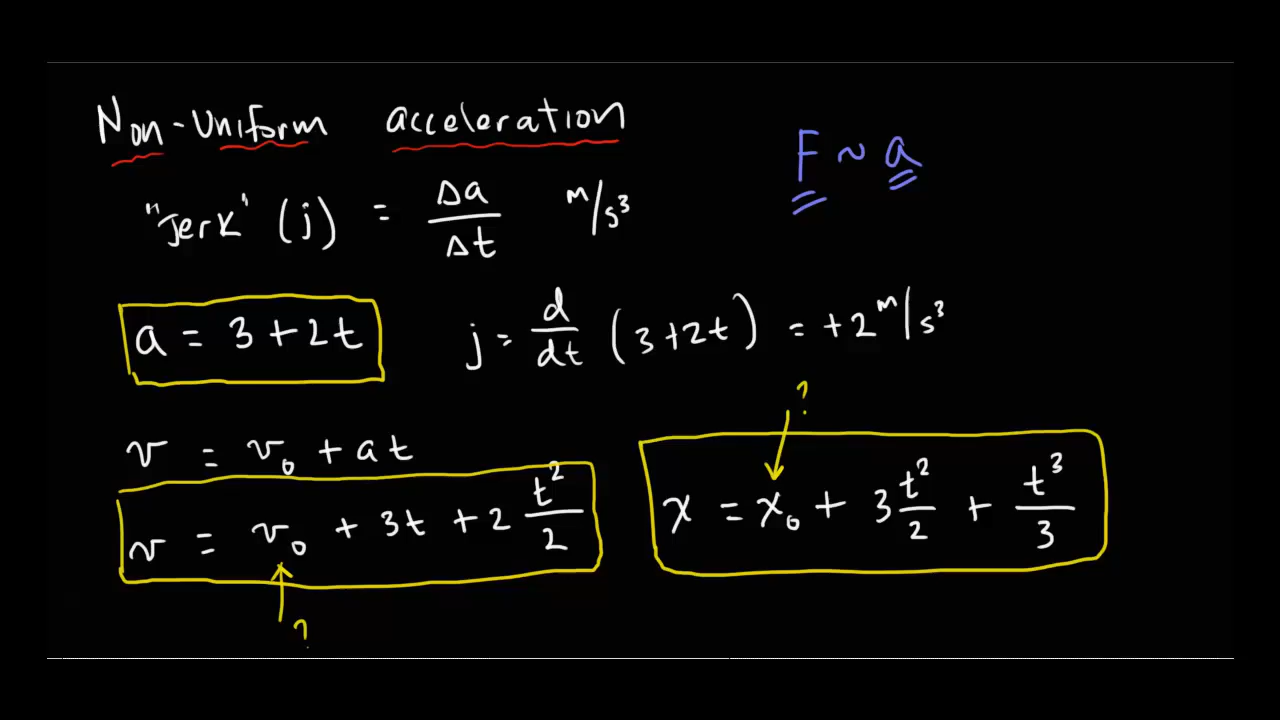 Non-Uniform acceleration
F ~ a
"Jerk" (j) = Δa/Δt m/s³
a = 3 + 2t
j = d/dt (3 + 2t) = +2 m/s³
?
v = v₀ + at
v = v₀ + 3t + 2 t²/2
x = x₀ + 3 t²/2 + t³/3
?